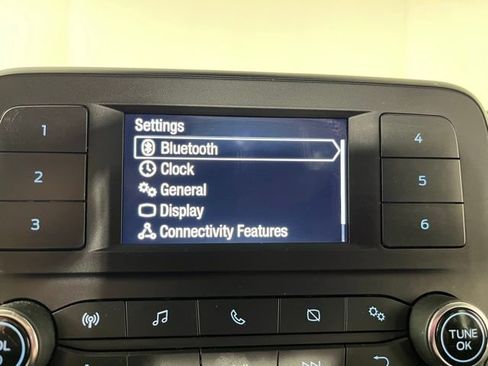 Settings
Bluetooth
Clock
General
Display
Connectivity Features
1
2
3
4
5
6
TUNE
OK